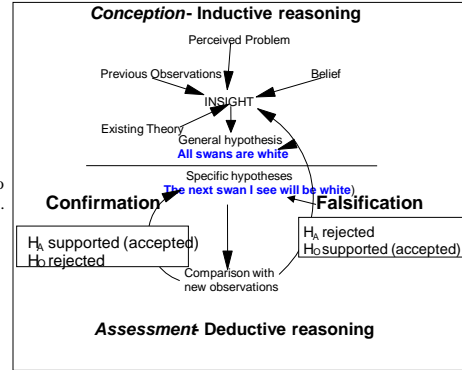 Conception- Inductive reasoning
Perceived Problem
Previous Observations
Belief
INSIGHT
Existing Theory
General hypothesis
All swans are white
Specific hypotheses
The next swan I see will be white)
Confirmation
Falsification
HA supported (accepted)
HO rejected
HA rejected
HO supported (accepted)
Comparison with
new observations
Assessment- Deductive reasoning